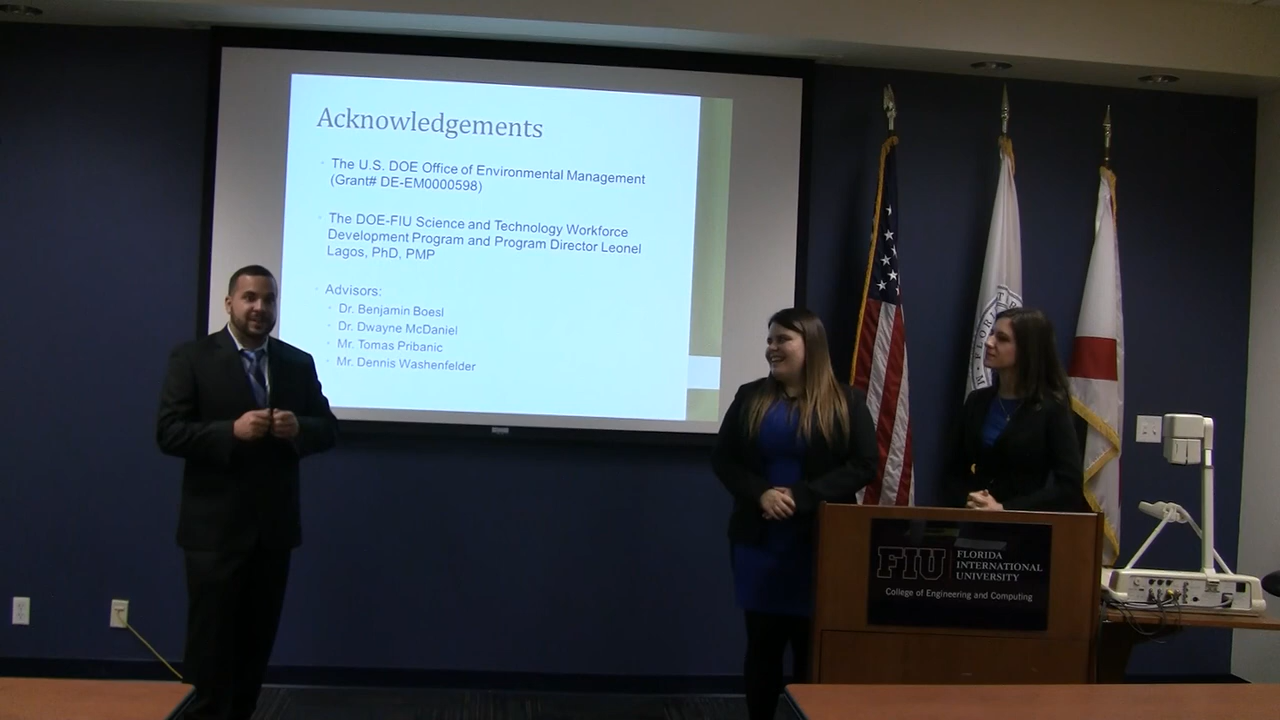 Acknowledgements
The U.S. DOE Office of Environmental Management
(Grant# DE-EM0000598)
The DOE-FIU Science and Technology Workforce
Development Program and Program Director Leonel
Lagos, PhD, PMP
Advisors:
Dr. Benjamin Boesl
Dr. Dwayne McDaniel
Mr. Tomas Pribanic
Mr. Dennis Washenfelder
FIU
FLORIDA
INTERNATIONAL
UNIVERSITY
College of Engineering and Computing